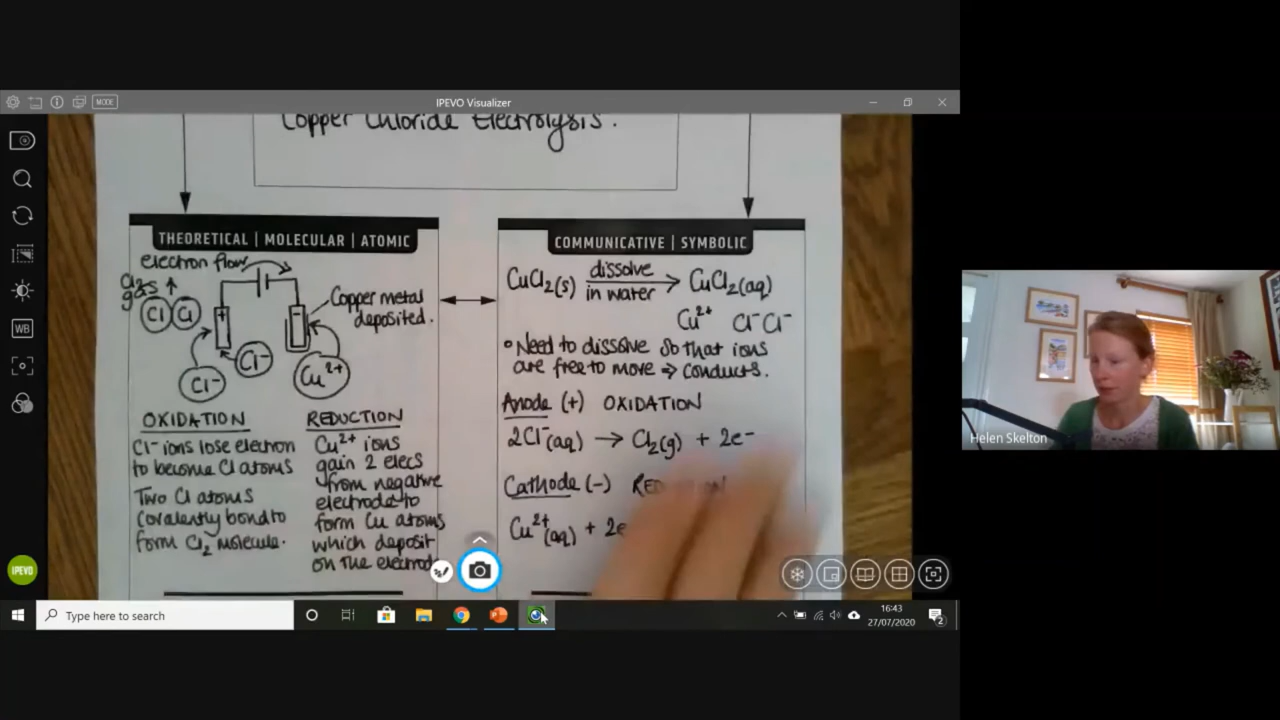 IPEVO Visualizer
MODE
Copper Chloride Electrolysis.
THEORETICAL | MOLECULAR | ATOMIC
electron flow
Cl2 ↑
gas
Cl Cl
+
-
Copper metal
deposited.
Cl⁻
Cl⁻
Cu²⁺
OXIDATION
Cl⁻ ions lose electron
to become Cl atoms
Two Cl atoms
covalently bond to
form Cl₂ molecule.
REDUCTION
Cu²⁺ ions
gain 2 elecs
from negative
electrode to
form Cu atoms
which deposit
on the electrod
COMMUNICATIVE | SYMBOLIC
CuCl₂(s) dissolve in water → CuCl₂(aq)
Cu²⁺ Cl⁻ Cl⁻
• Need to dissolve so that ions
are free to move ⇒ conducts.
Anode (+) OXIDATION
2Cl⁻(aq) → Cl₂(g) + 2e⁻
Cathode (-)
Cu²⁺(aq) + 2e
WB
IPEVO
Helen Skelton
Type here to search
16:43
27/07/2020
2